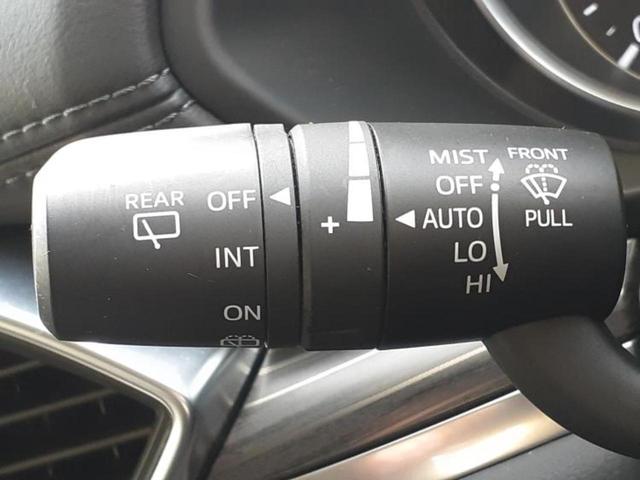 REAR
OFF
INT
ON
+
MIST
OFF
AUTO
LO
HI
FRONT
PULL